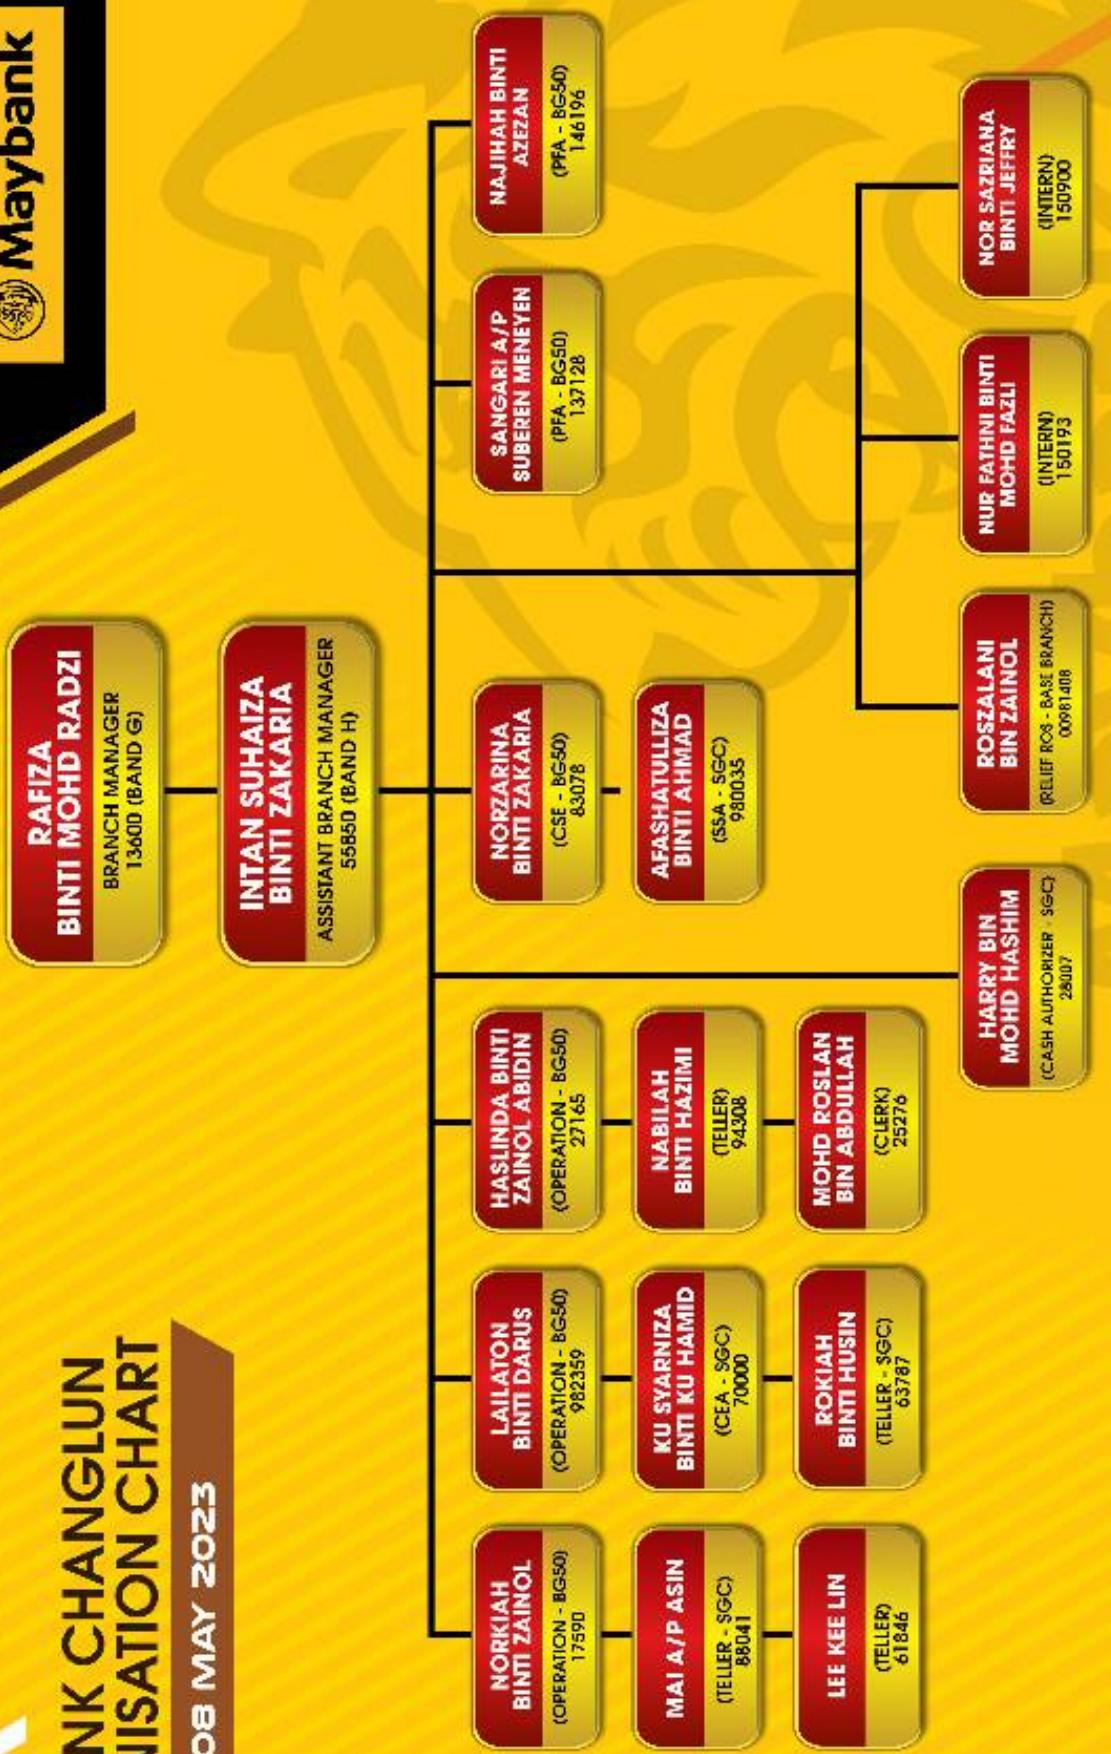 Maybank
NK CHANGLUN
NISATION CHART
08 MAY 2023
RAFIZA
BINTI MOHD RADZI
BRANCH MANAGER
13600 (BAND G)
INTAN SUHAIZA
BINTI ZAKARIA
ASSISTANT BRANCH MANAGER
55850 (BAND H)
NORKIAH
BINTI ZAINOL
(OPERATION - BG50)
17590
LAILATON
BINTI DARUS
(OPERATION - BG50)
982359
HASLINDA BINTI
ZAINOL ABIDIN
(OPERATION - BG50)
27165
NORZARINA
BINTI ZAKARIA
(CSE - BG50)
83078
SANGARI A/P
SUBEREN MENEYEN
(PFA - BG50)
137128
NAJIHAH BINTI
AZEZAN
(PFA - BG50)
146196
MAI A/P ASIN
(TELLER - SGC)
88041
KU SYARNIZA
BINTI KU HAMID
(CEA - SGC)
70000
NABILAH
BINTI HAZIMI
(TELLER)
94308
AFASHATULLIZA
BINTI AHMAD
(SSA - SGC)
980035
LEE KEE LIN
(TELLER)
61846
ROKIAH
BINTI HUSIN
(TELLER - SGC)
63787
MOHD ROSLAN
BIN ABDULLAH
(CLERK)
25276
HARRY BIN
MOHD HASHIM
(CASH AUTHORIZER - SGC)
28007
ROSZALANI
BIN ZAINOL
(RELIEF ROS - BASE BRANCH)
00981408
NUR FATHNI BINTI
MOHD FAZLI
(INTERN)
150193
NOR SAZRIANA
BINTI JEFFRY
(INTERN)
150900